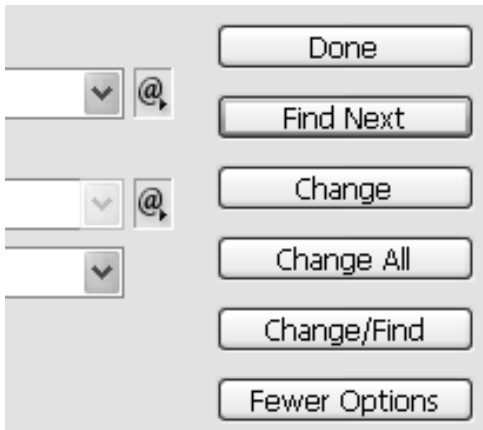 Done
@
Find Next
@
Change
Change All
Change/Find
Fewer Options